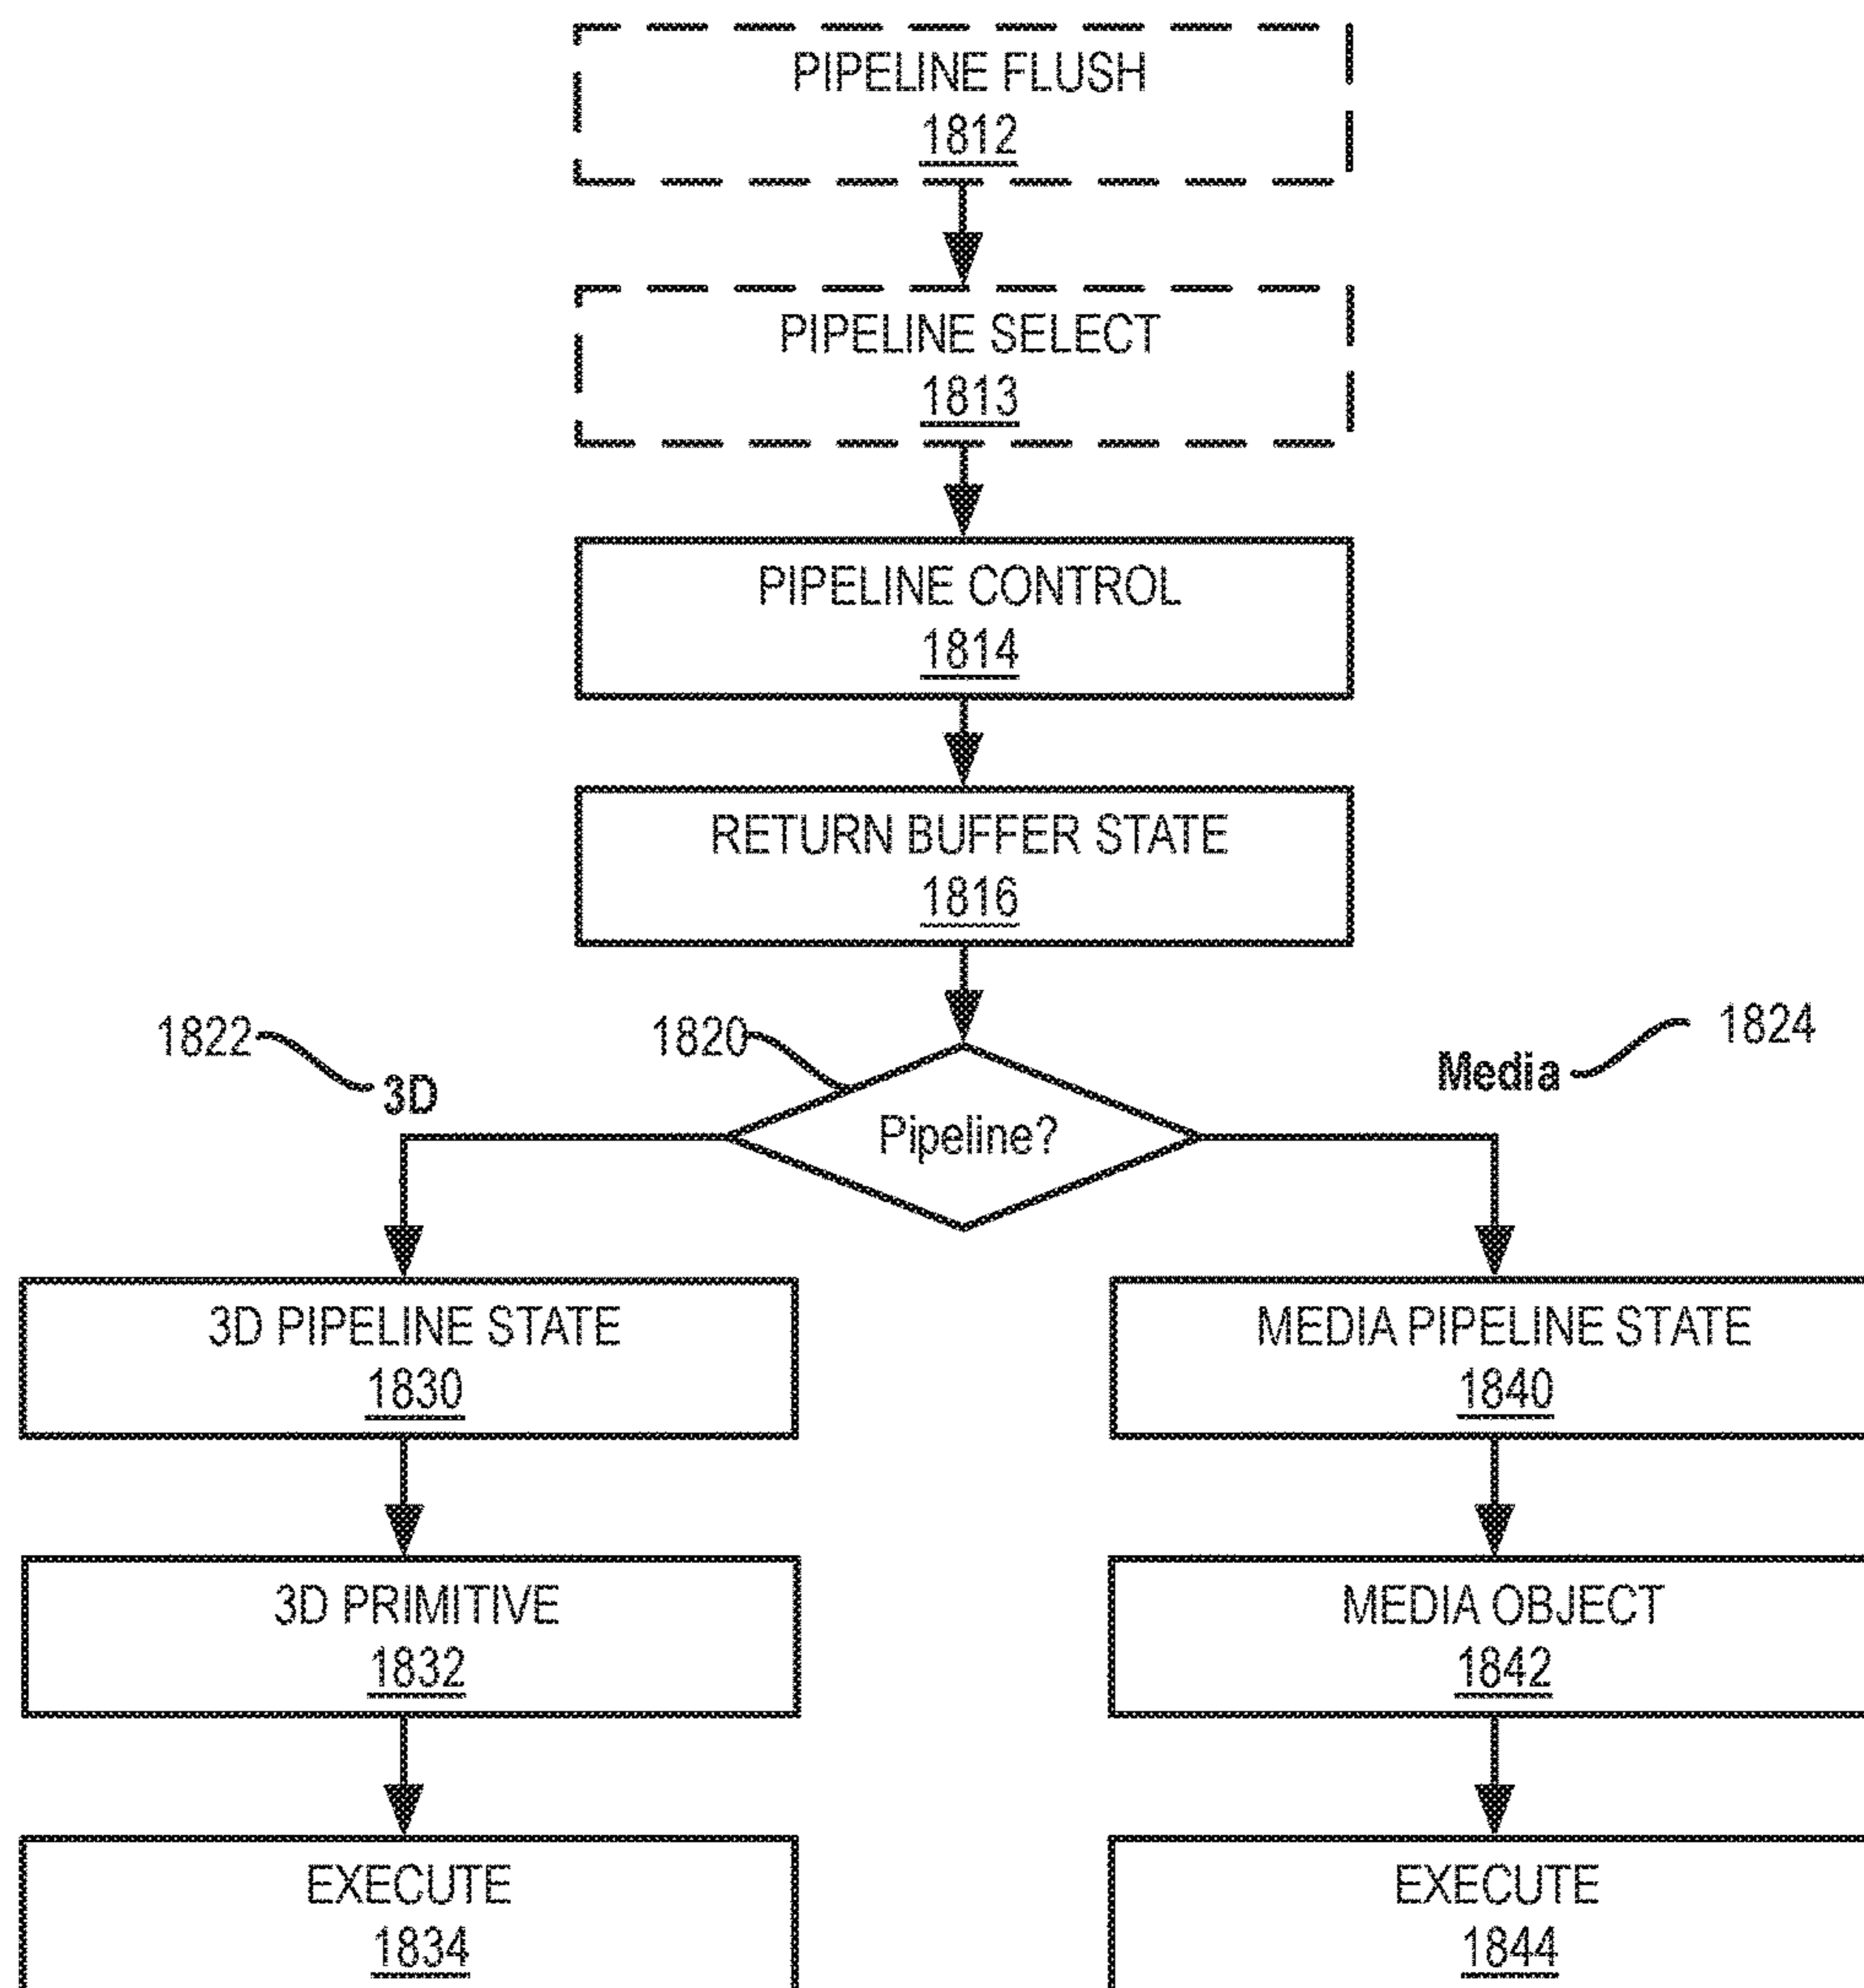 PIPELINE FLUSH
1812
PIPELINE SELECT
1813
PIPELINE CONTROL
1814
RETURN BUFFER STATE
1816
1822
1820
1824
3D
Media
Pipeline?
3D PIPELINE STATE
1830
MEDIA PIPELINE STATE
1840
3D PRIMITIVE
1832
MEDIA OBJECT
1842
EXECUTE
1834
EXECUTE
1844